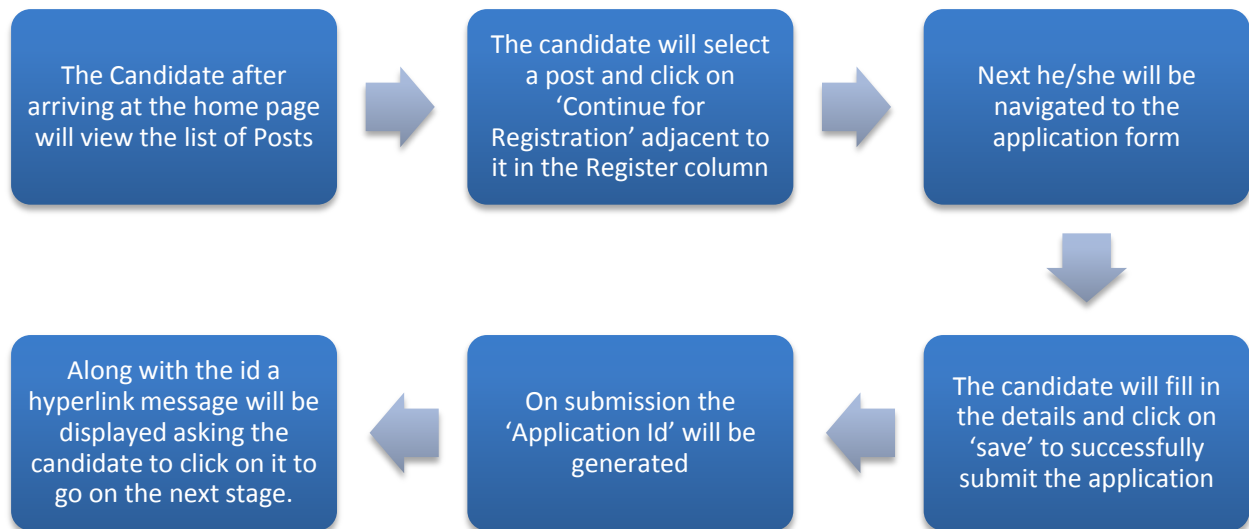 The Candidate after
arriving at the home page
will view the list of Posts
The candidate will select
a post and click on
‘Continue for
Registration’ adjacent to
it in the Register column
Next he/she will be
navigated to the
application form
The candidate will fill in
the details and click on
‘save’ to successfully
submit the application
On submission the
‘Application Id’ will be
generated
Along with the id a
hyperlink message will be
displayed asking the
candidate to click on it to
go on the next stage.